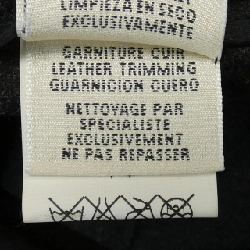 LIMPIEZA EN SECO
EXCLUSIVAMENTE
GARNITURE CUIR
LEATHER TRIMMING
GUARNICION CUERO
NETTOYAGE PAR
SPECIALISTE
EXCLUSIVEMENT
NE PAS REPASSER